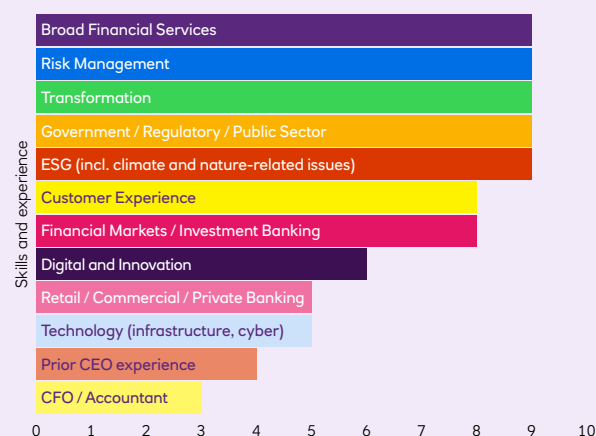 Broad Financial Services
Risk Management
Transformation
Government / Regulatory / Public Sector
ESG (incl. climate and nature-related issues)
Customer Experience
Financial Markets / Investment Banking
Digital and Innovation
Retail / Commercial / Private Banking
Technology (infrastructure, cyber)
Prior CEO experience
CFO / Accountant
Skills and experience
0 1 2 3 4 5 6 7 8 9 10